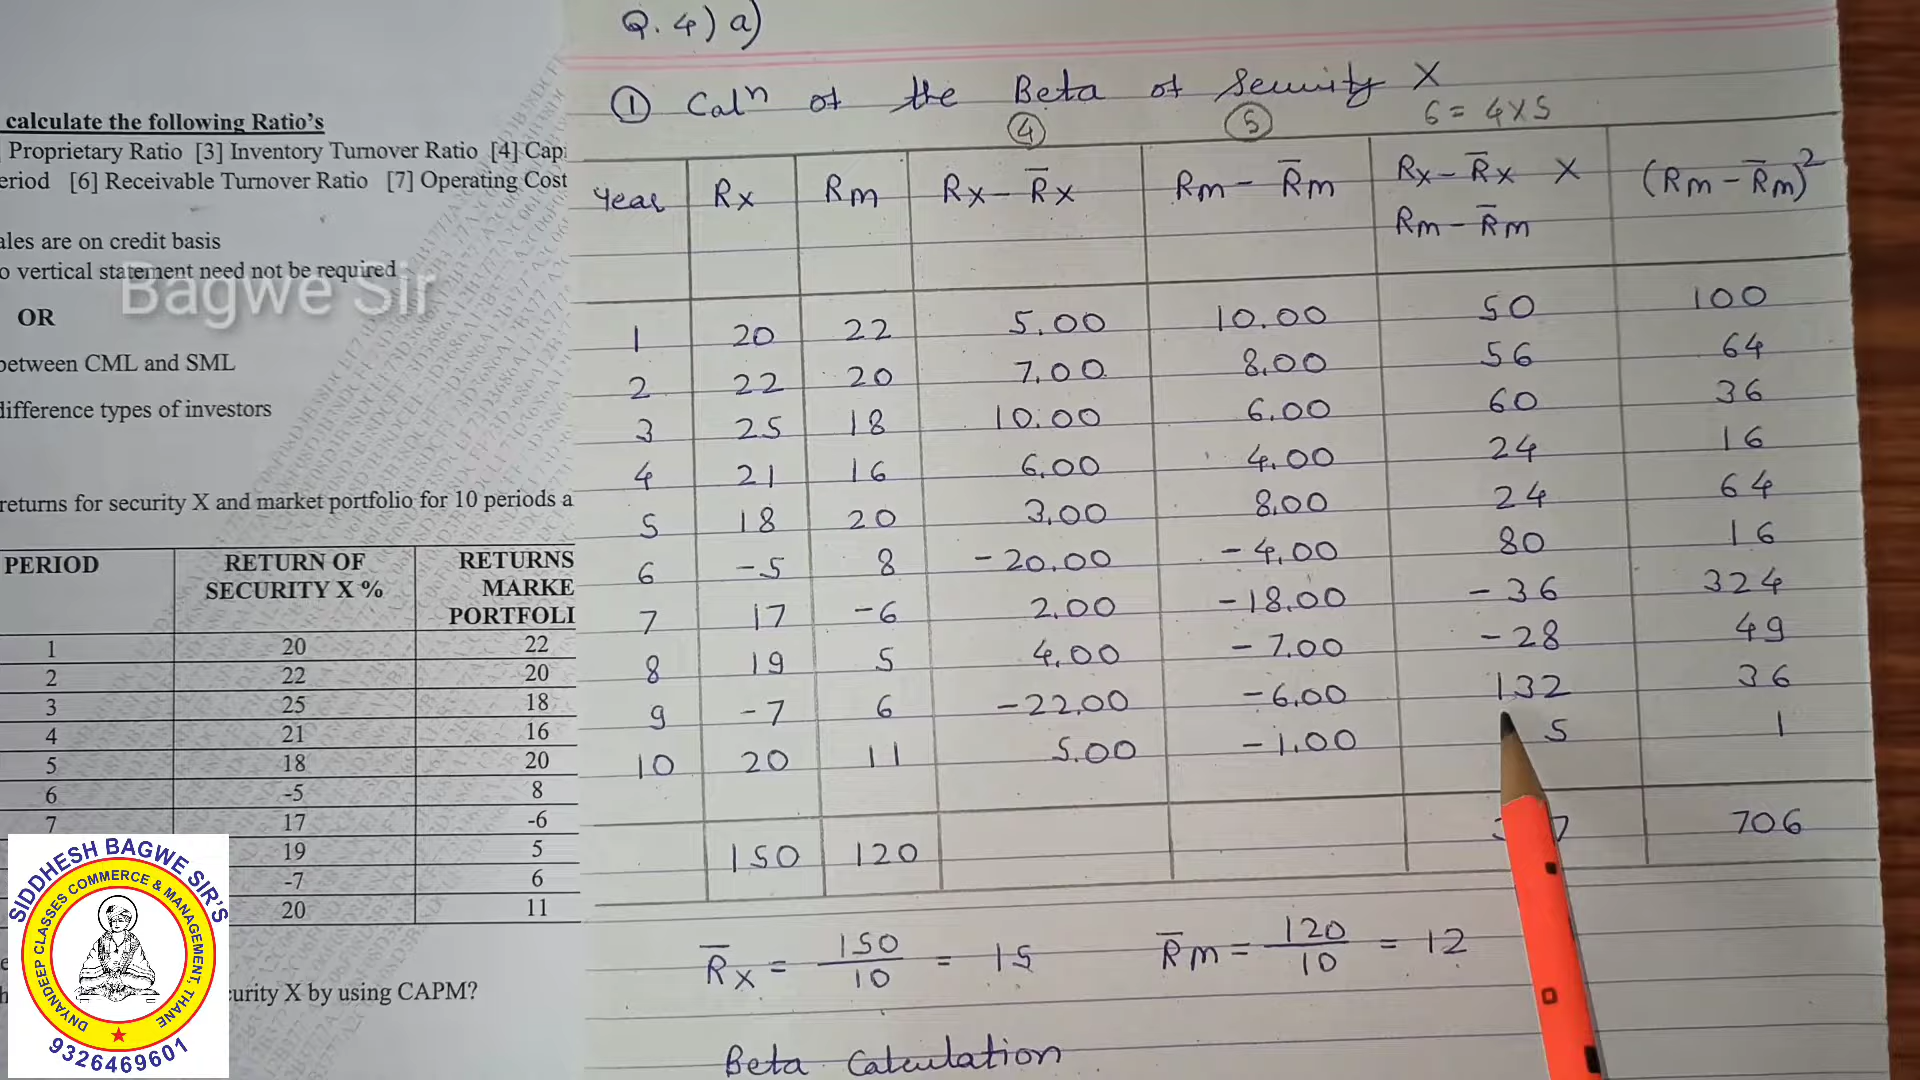 calculate the following Ratio's
Proprietary Ratio [3] Inventory Turnover Ratio [4] Cap
eriod [6] Receivable Turnover Ratio [7] Operating Cost
ales are on credit basis
o vertical statement need not be required
Bagwe Sir
OR
between CML and SML
difference types of investors
returns for security X and market portfolio for 10 periods a
PERIOD RETURN OF SECURITY X % RETURNS MARKE PORTFOLI
1 20 22
2 22 20
3 25 18
4 21 16
5 18 20
6 -5 8
7 17 -6
19 5
-7 6
20 11
curity X by using CAPM?
SIDDHESH BAGWE SIR'S
DNYANDEEP CLASSES COMMERCE & MANAGEMENT, THANE
9326469601
Q. 4) a)
① Calⁿ of the Beta of Security X
④ ⑤ 6 = 4 X 5
Year Rx Rm Rx - R̅x Rm - R̅m Rx - R̅x X Rm - R̅m (Rm - R̅m)²
1 20 22 5.00 10.00 50 100
2 22 20 7.00 8.00 56 64
3 25 18 10.00 6.00 60 36
4 21 16 6.00 4.00 24 16
5 18 20 3.00 8.00 24 64
6 -5 8 -20.00 -4.00 80 16
7 17 -6 2.00 -18.00 -36 324
8 19 5 4.00 -7.00 -28 49
9 -7 6 -22.00 -6.00 132 36
10 20 11 5.00 -1.00 5 1
150 120 706
R̅x = 150/10 = 15 R̅m = 120/10 = 12
Beta Calculation